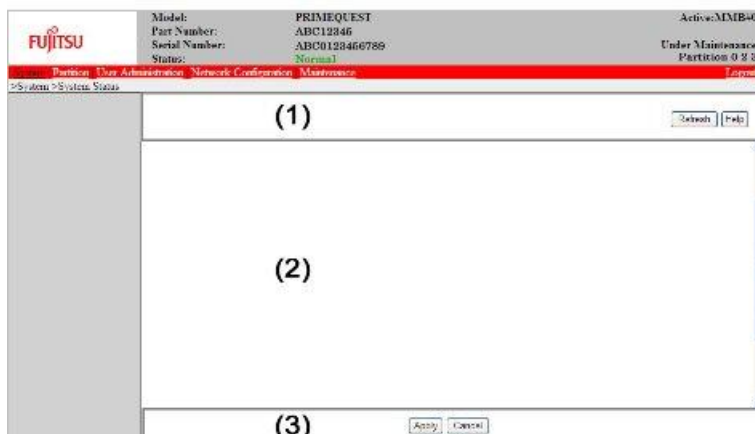 FUJITSU
Model: PRIMEQUEST
Part Number: ABC12346
Serial Number: ABC0123466789
Status: Normal
Active:MMB#0
Under Maintenance
Partition 0 2 3
System Partition User Administration Network Configuration Maintenance Logout
>System >System Status
(1)
Refresh Help
(2)
(3)
Apply Cancel